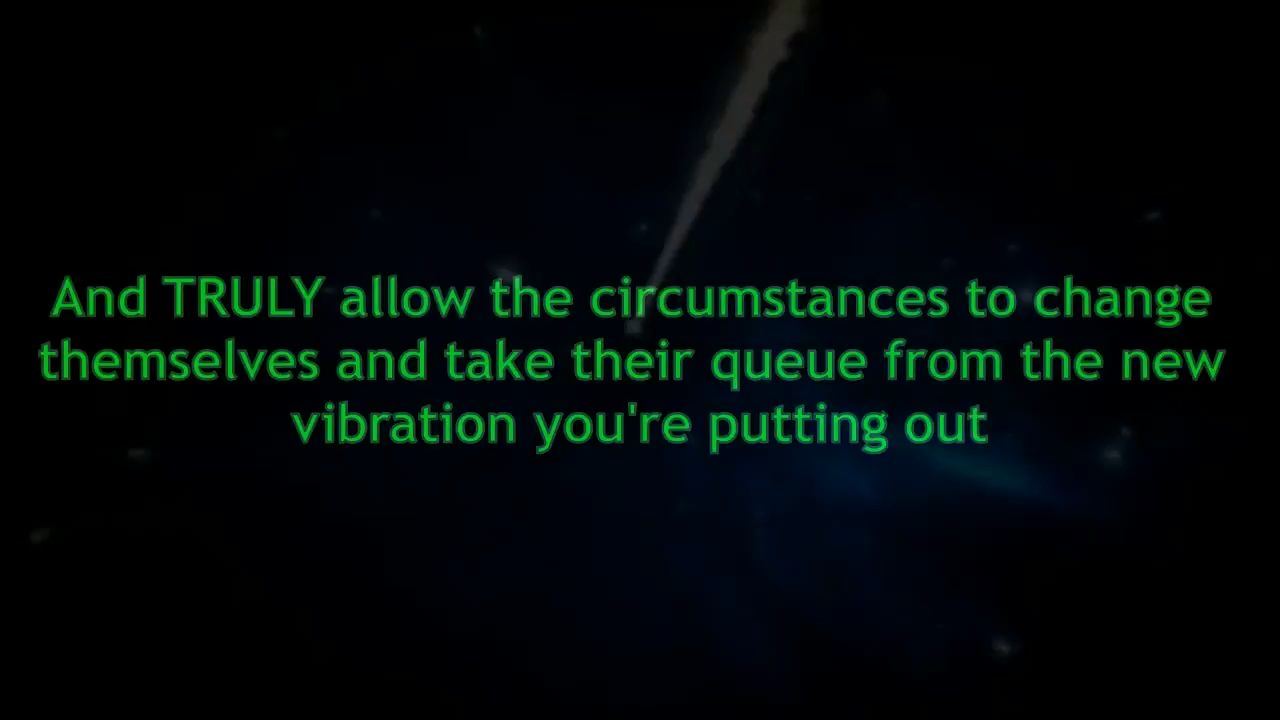 And TRULY allow the circumstances to change
themselves and take their queue from the new
vibration you're putting out